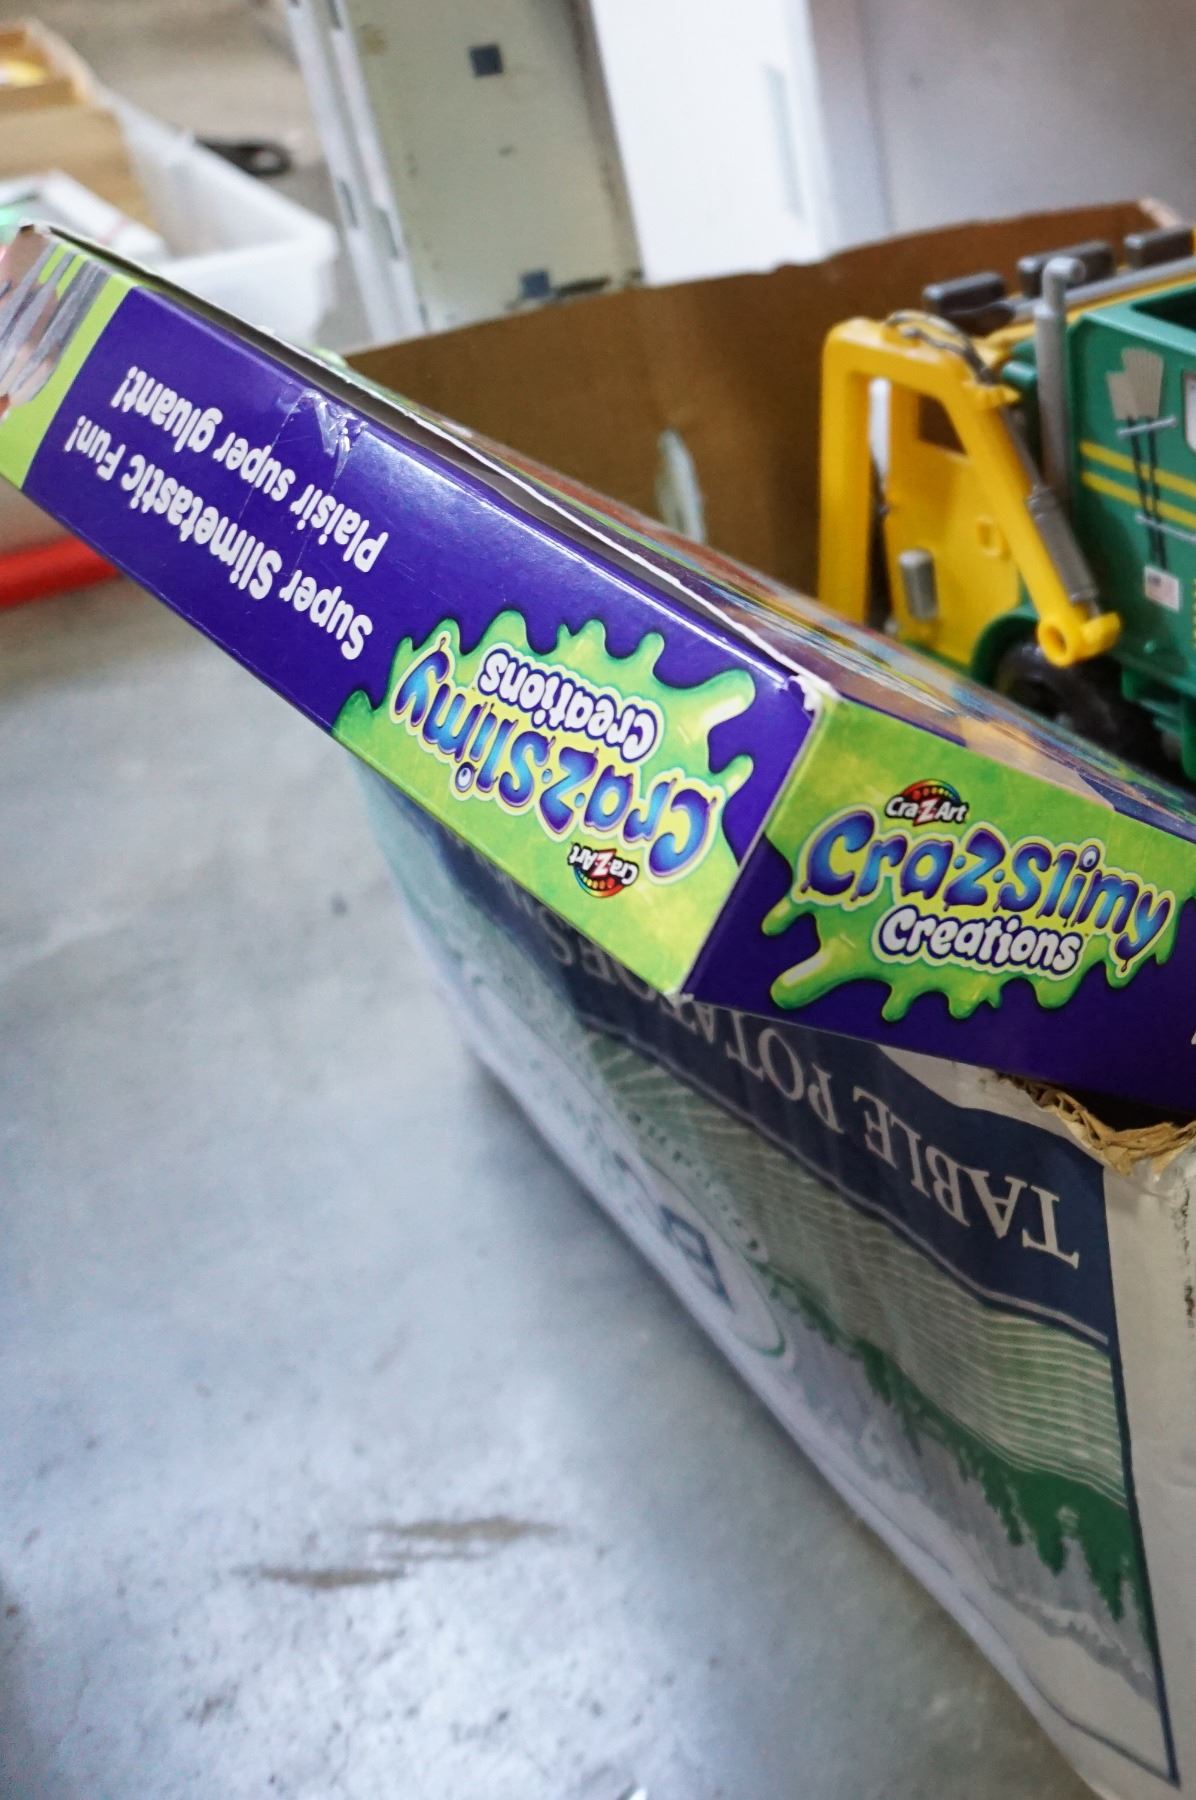 Super Slimetastic Fun!
Plaisir super gluant!
Cra-Z-Art
Cra·Z·Slimy
Creations
Cra-Z-Art
Cra·Z·Slimy
Creations
TABLE POTATOES